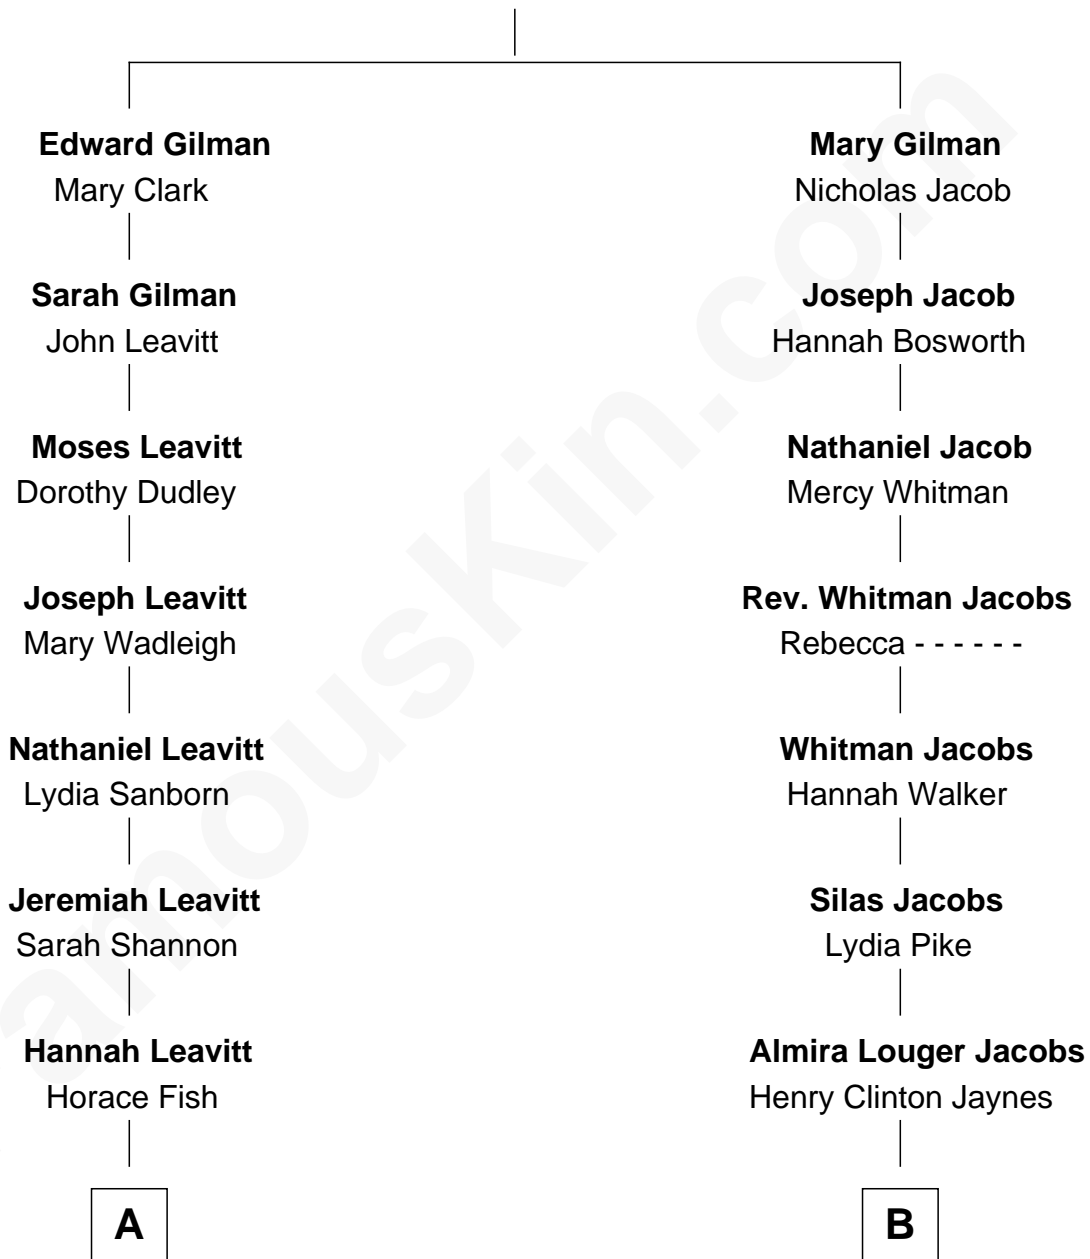 Edward Gilman
Mary Clark
Sarah Gilman
John Leavitt
Moses Leavitt
Dorothy Dudley
Joseph Leavitt
Mary Wadleigh
Nathaniel Leavitt
Lydia Sanborn
Jeremiah Leavitt
Sarah Shannon
Hannah Leavitt
Horace Fish
A
Mary Gilman
Nicholas Jacob
Joseph Jacob
Hannah Bosworth
Nathaniel Jacob
Mercy Whitman
Rev. Whitman Jacobs
Rebecca - - - - - -
Whitman Jacobs
Hannah Walker
Silas Jacobs
Lydia Pike
Almira Louger Jacobs
Henry Clinton Jaynes
B
amousKin.com